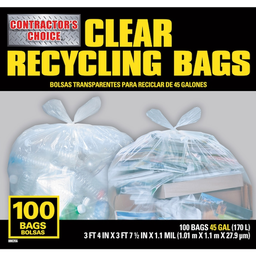 CONTRACTOR'S
CHOICE
CLEAR
RECYCLING BAGS
BOLSAS TRANSPARENTES PARA RECICLAR DE 45 GALONES
100
BAGS
BOLSAS
100 BAGS 45 GAL (170 L)
3 FT 4 IN X 3 FT 7 ½ IN X 1.1 MIL (1.01 m X 1.1 m X 27.9 µm)